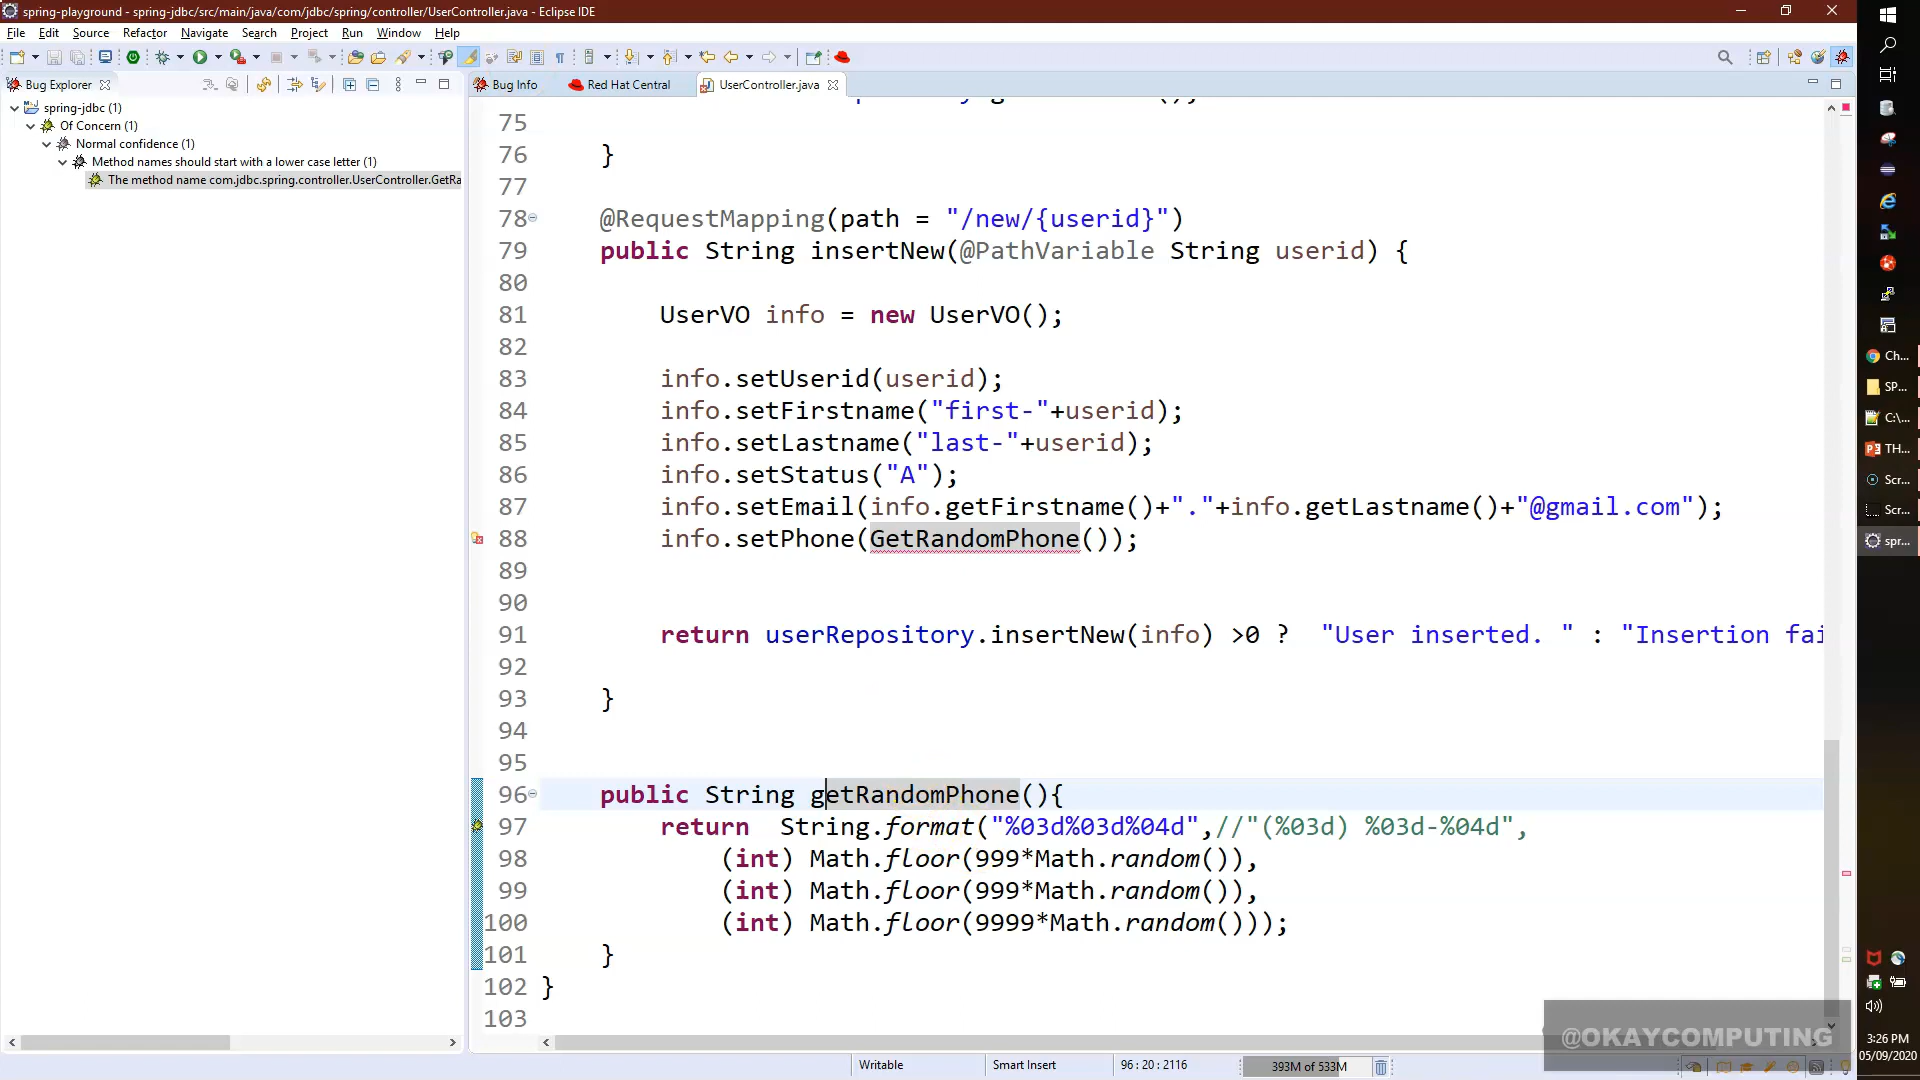 spring-playground - spring-jdbc/src/main/java/com/jdbc/spring/controller/UserController.java - Eclipse IDE
File Edit Source Refactor Navigate Search Project Run Window Help
Bug Explorer
spring-jdbc (1)
Of Concern (1)
Normal confidence (1)
Method names should start with a lower case letter (1)
The method name com.jdbc.spring.controller.UserController.GetRa
Bug Info Red Hat Central UserController.java
75
76 }
77
78 @RequestMapping(path = "/new/{userid}")
79 public String insertNew(@PathVariable String userid) {
80
81 UserVO info = new UserVO();
82
83 info.setUserid(userid);
84 info.setFirstname("first-"+userid);
85 info.setLastname("last-"+userid);
86 info.setStatus("A");
87 info.setEmail(info.getFirstname()+"."+info.getLastname()+"@gmail.com");
88 info.setPhone(GetRandomPhone());
89
90
91 return userRepository.insertNew(info) >0 ? "User inserted. " : "Insertion fai
92
93 }
94
95
96 public String getRandomPhone(){
97 return String.format("%03d%03d%04d",//"(%03d) %03d-%04d",
98 (int) Math.floor(999*Math.random()),
99 (int) Math.floor(999*Math.random()),
100 (int) Math.floor(9999*Math.random()));
101 }
102 }
103
Writable Smart Insert 96 : 20 : 2116 393M of 533M
@OKAYCOMPUTING
Ch...
SP...
C:\...
TH...
Scr...
Scr...
spr...
3:26 PM
05/09/2020